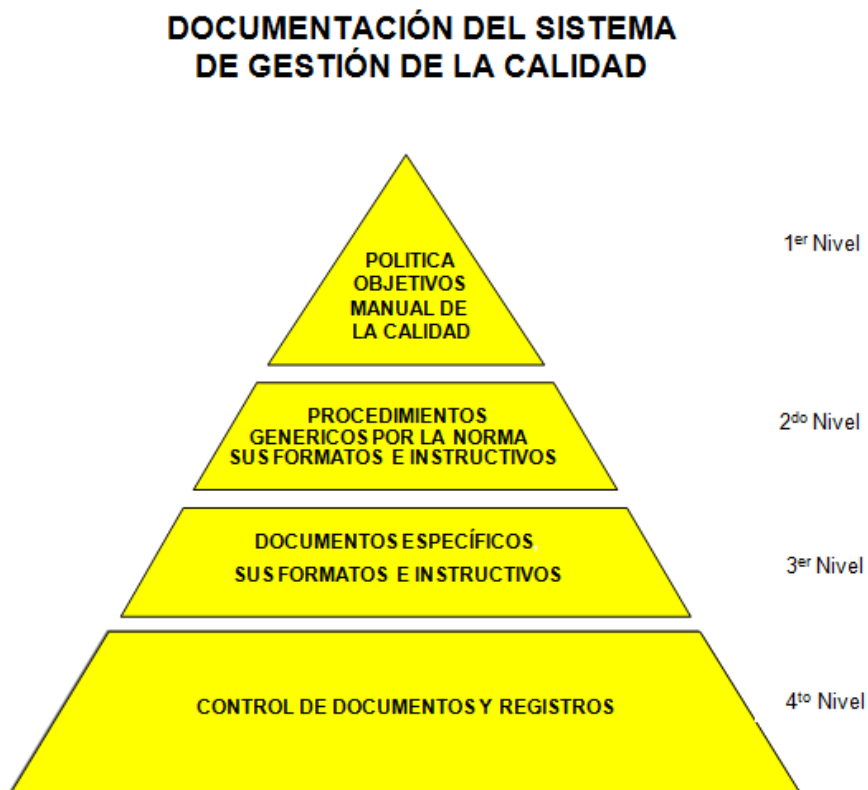 DOCUMENTACIÓN DEL SISTEMA
DE GESTIÓN DE LA CALIDAD
1er Nivel
POLITICA
OBJETIVOS
MANUAL DE
LA CALIDAD
2do Nivel
PROCEDIMIENTOS
GENERICOS POR LA NORMA
SUS FORMATOS E INSTRUCTIVOS
3er Nivel
DOCUMENTOS ESPECÍFICOS,
SUS FORMATOS E INSTRUCTIVOS
4to Nivel
CONTROL DE DOCUMENTOS Y REGISTROS